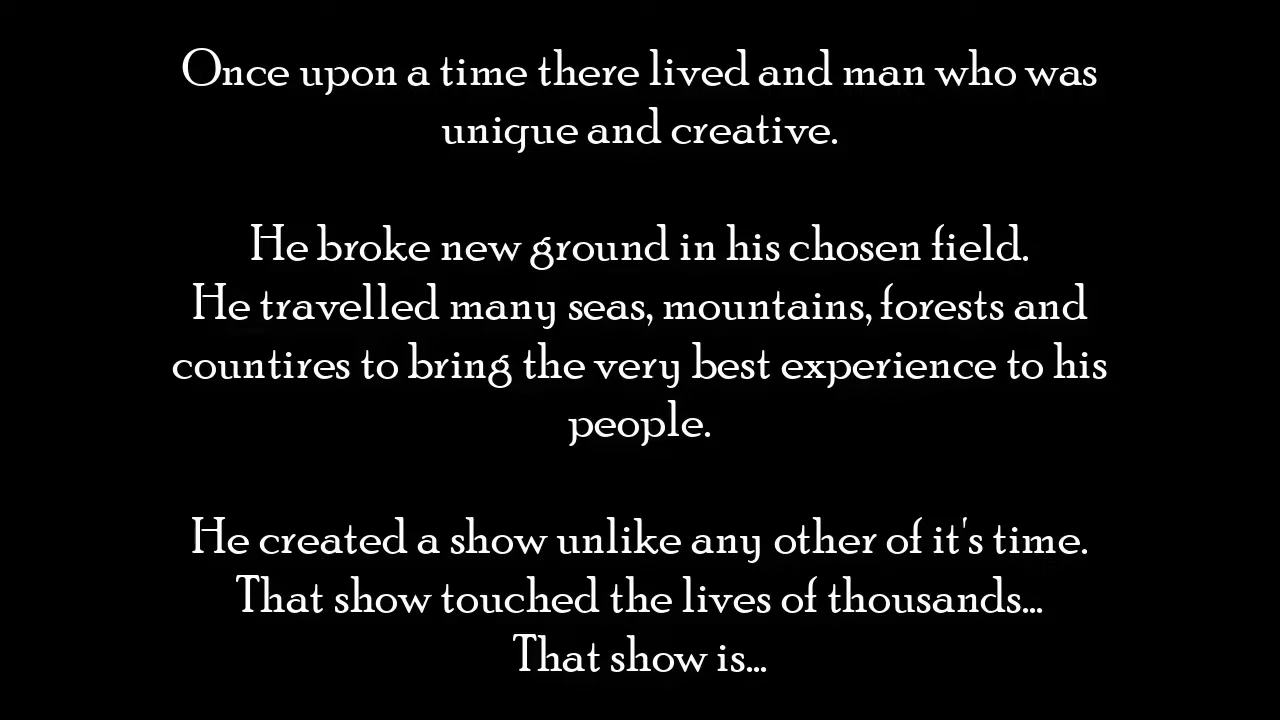 Once upon a time there lived and man who was
unique and creative.
He broke new ground in his chosen field.
He travelled many seas, mountains, forests and
countires to bring the very best experience to his
people.
He created a show unlike any other of it's time.
That show touched the lives of thousands...
That show is...